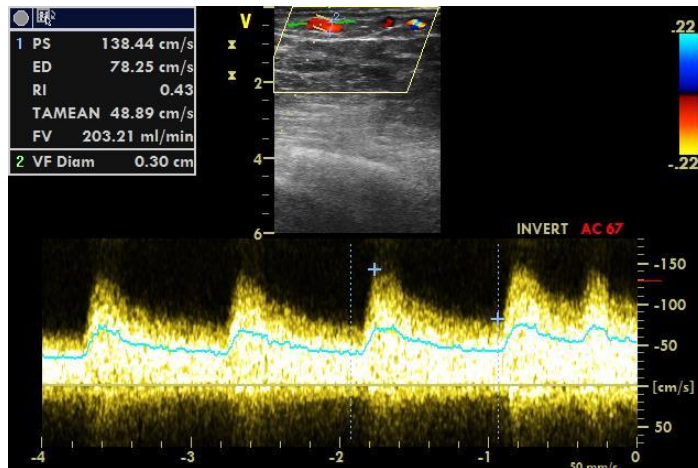 V
1 PS 138.44 cm/s
ED 78.25 cm/s
RI 0.43
TAMEAN 48.89 cm/s
FV 203.21 ml/min
2 VF Diam 0.30 cm
2
2
4
6
.22
-.22
INVERT AC 67
-150
-100
-50
[cm/s]
50
-4 -3 -2 -1 0
50 mm/s